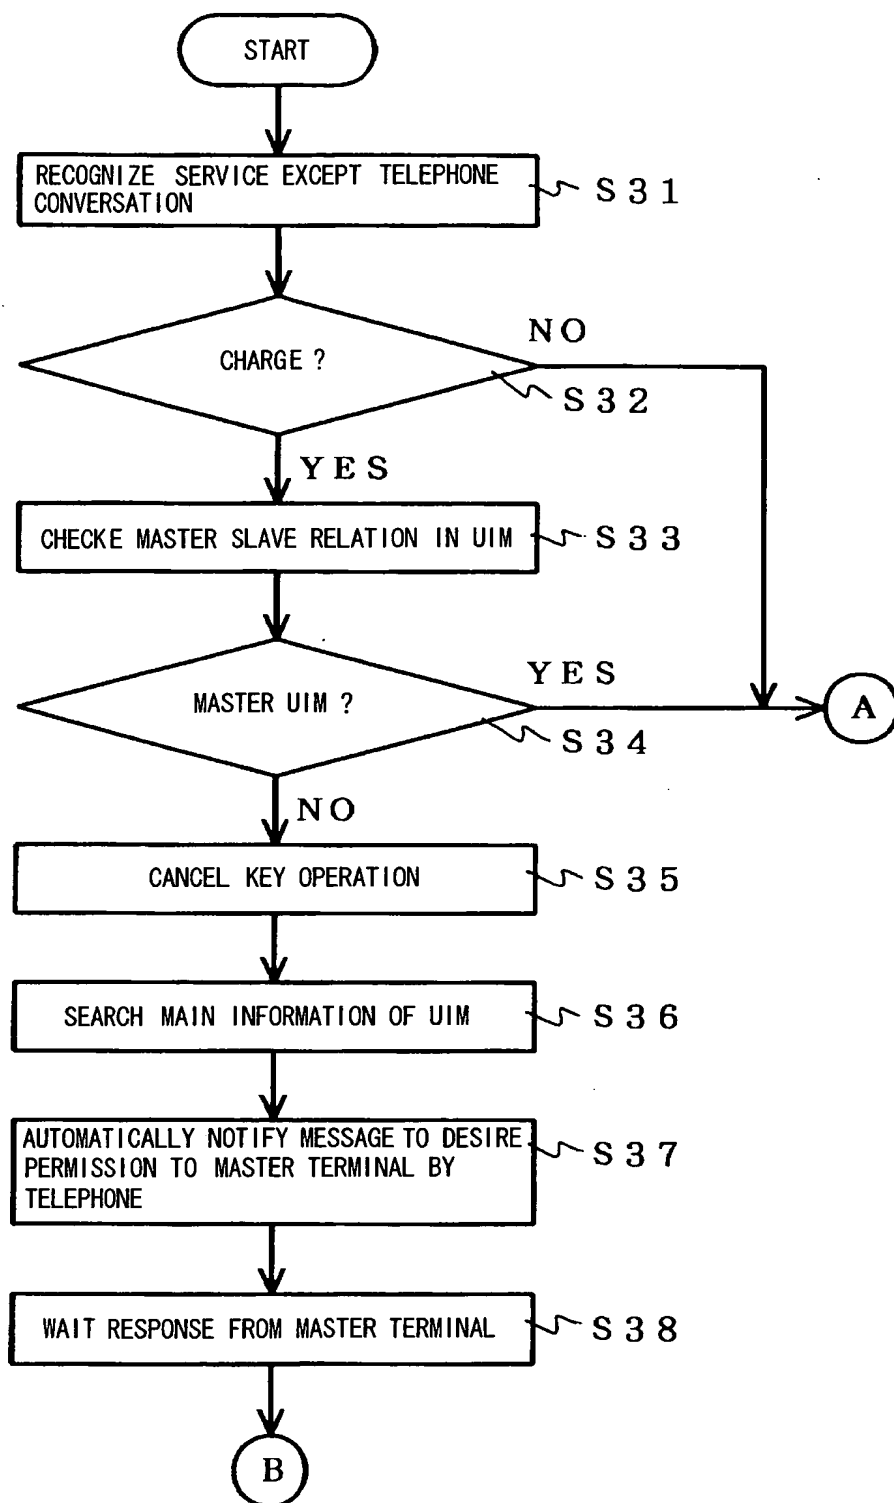 START
RECOGNIZE SERVICE EXCEPT TELEPHONE
CONVERSATION
S31
NO
CHARGE ?
S32
YES
CHECKE MASTER SLAVE RELATION IN UIM
S33
YES
MASTER UIM ?
A
S34
NO
CANCEL KEY OPERATION
S35
SEARCH MAIN INFORMATION OF UIM
S36
AUTOMATICALLY NOTIFY MESSAGE TO DESIRE
PERMISSION TO MASTER TERMINAL BY
TELEPHONE
S37
WAIT RESPONSE FROM MASTER TERMINAL
S38
B